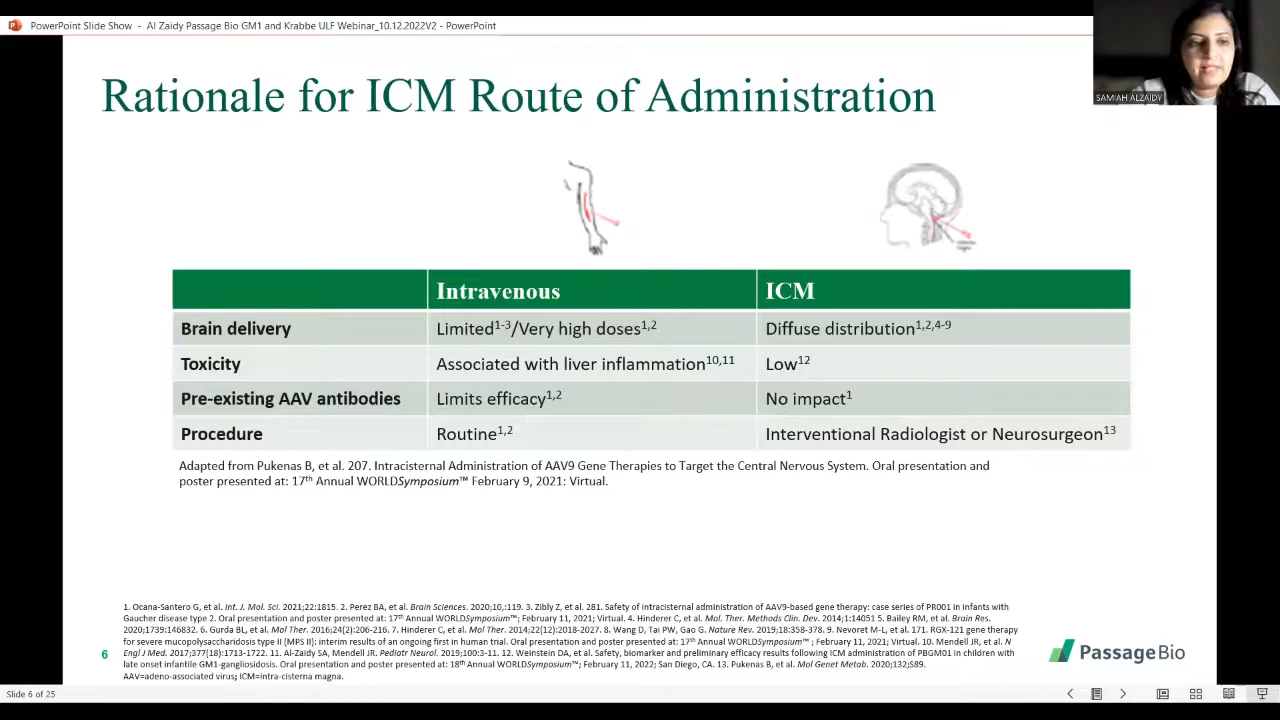 PowerPoint Slide Show - Al Zaidy Passage Bio GM1 and Krabbe ULF Webinar_10.12.2022V2 - PowerPoint
SAMIAH ALZAIDY
Rationale for ICM Route of Administration
Intravenous ICM
Brain delivery Limited1-3/Very high doses1,2 Diffuse distribution1,2,4-9
Toxicity Associated with liver inflammation10,11 Low12
Pre-existing AAV antibodies Limits efficacy1,2 No impact1
Procedure Routine1,2 Interventional Radiologist or Neurosurgeon13
Adapted from Pukenas B, et al. 207. Intracisternal Administration of AAV9 Gene Therapies to Target the Central Nervous System. Oral presentation and
poster presented at: 17th Annual WORLDSymposium™ February 9, 2021: Virtual.
1. Ocana-Santero G, et al. Int. J. Mol. Sci. 2021;22:1815. 2. Perez BA, et al. Brain Sciences. 2020;10,:119. 3. Zibly Z, et al. 281. Safety of intracisternal administration of AAV9-based gene therapy: case series of PR001 in infants with
Gaucher disease type 2. Oral presentation and poster presented at: 17th Annual WORLDSymposium™; February 11, 2021; Virtual. 4. Hinderer C, et al. Mol. Ther. Methods Clin. Dev. 2014;1:14051 5. Bailey RM, et al. Brain Res.
2020;1739:146832. 6. Gurda BL, et al. Mol Ther. 2016;24(2):206-216. 7. Hinderer C, et al. Mol Ther. 2014;22(12):2018-2027. 8. Wang D, Tai PW, Gao G. Nature Rev. 2019;18:358-378. 9. Nevoret M-L, et al. 171. RGX-121 gene therapy
for severe mucopolysaccharidosis type II (MPS II): interim results of an ongoing first in human trial. Oral presentation and poster presented at: 17th Annual WORLDSymposium™ ; February 11, 2021; Virtual. 10. Mendell JR, et al. N
Engl J Med. 2017;377(18):1713-1722. 11. Al-Zaidy SA, Mendell JR. Pediatr Neurol. 2019;100:3-11. 12. Weinstein DA, et al. Safety, biomarker and preliminary efficacy results following ICM administration of PBGM01 in children with
late onset infantile GM1-gangliosidosis. Oral presentation and poster presented at: 18th Annual WORLDSymposium™; February 11, 2022; San Diego, CA. 13. Pukenas B, et al. Mol Genet Metab. 2020;132;S89.
AAV=adeno-associated virus; ICM=intra-cisterna magna.
6
PassageBio
Slide 6 of 25